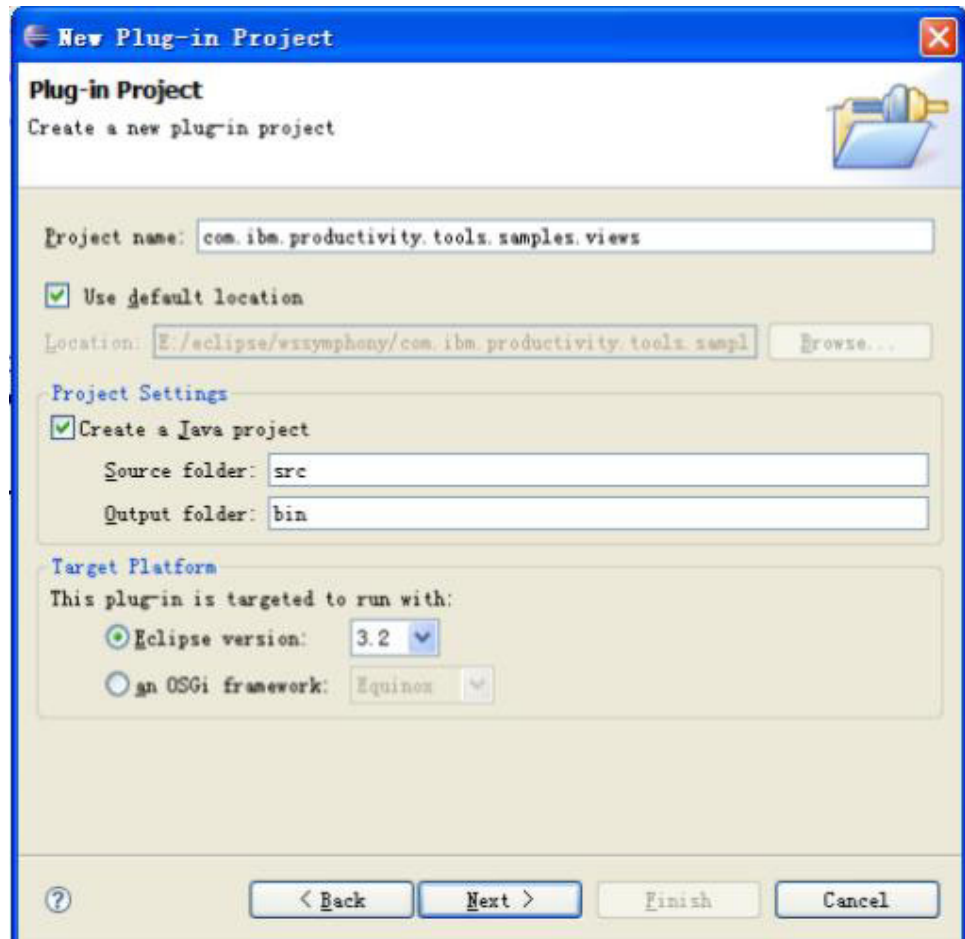 New Plug-in Project
Plug-in Project
Create a new plug-in project
Project name: com.ibm.productivity.tools.samples.views
Use default location
Location: E:/eclipse/wssymphony/com.ibm.productivity.tools.sampl Browse...
Project Settings
Create a Java project
Source folder: src
Output folder: bin
Target Platform
This plug-in is targeted to run with:
Eclipse version: 3.2
an OSGi framework: Equinox
? < Back Next > Finish Cancel